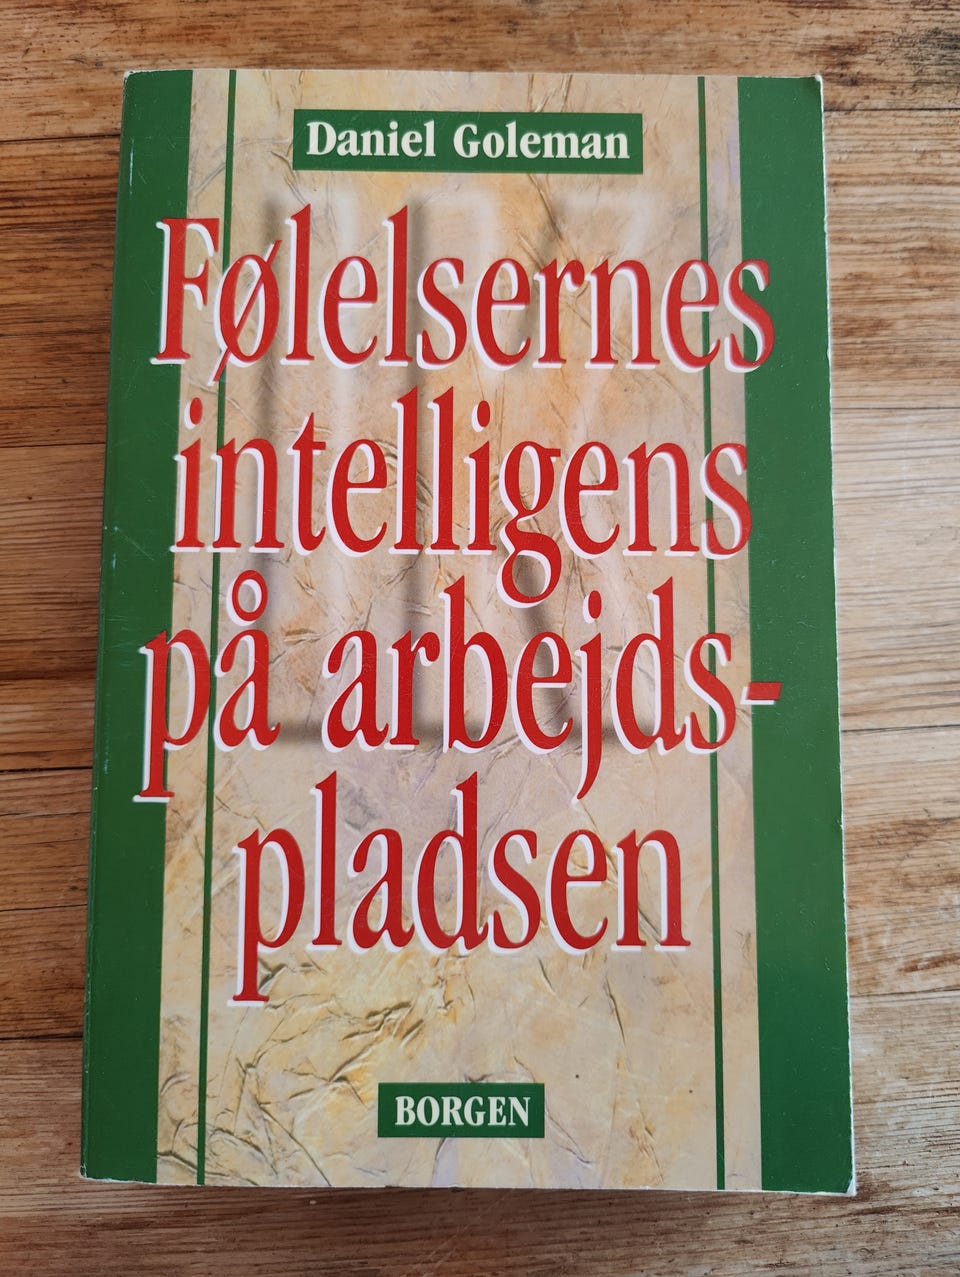 Daniel Goleman
Følelsernes
intelligens
på arbejds-
pladsen
BORGEN